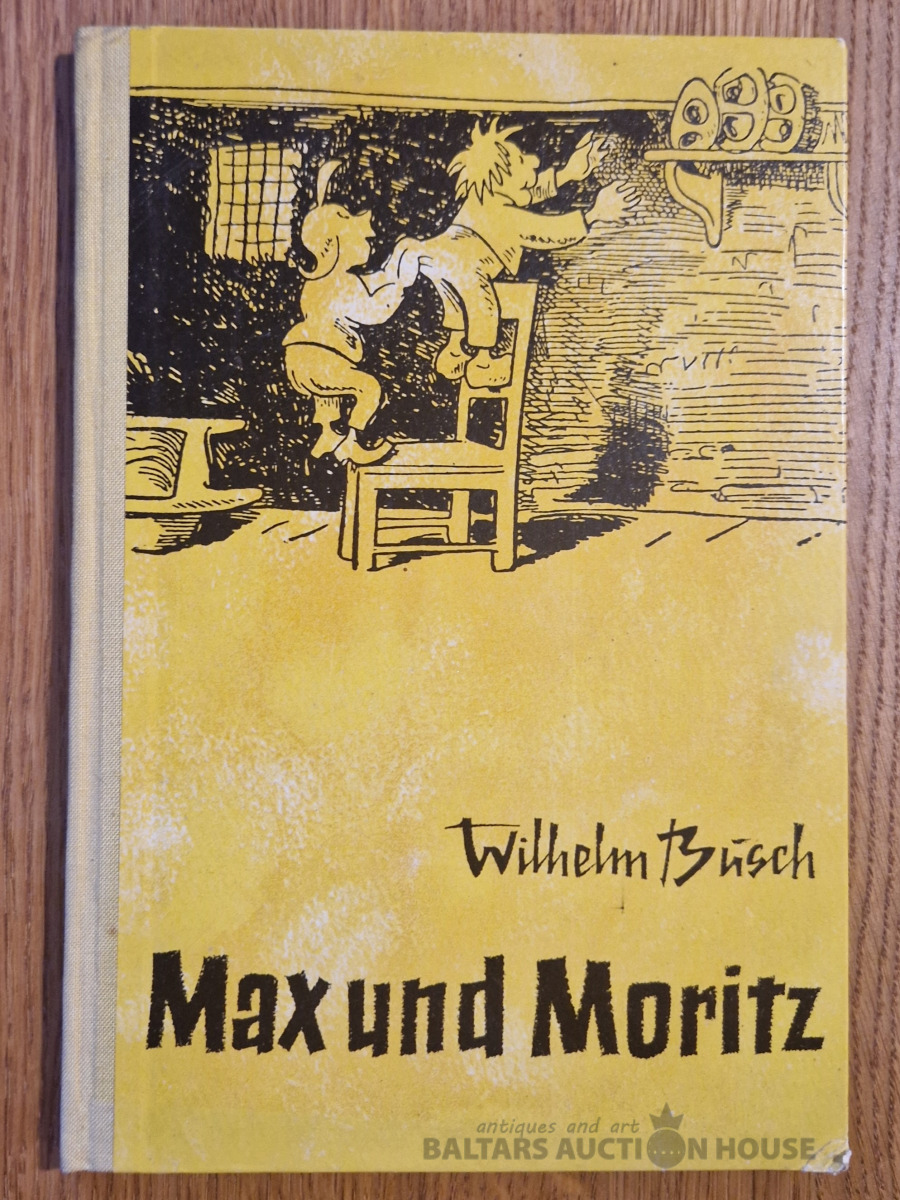 Wilhelm Busch
Max und Moritz
antiques and art
BALTARS AUCTION HOUSE